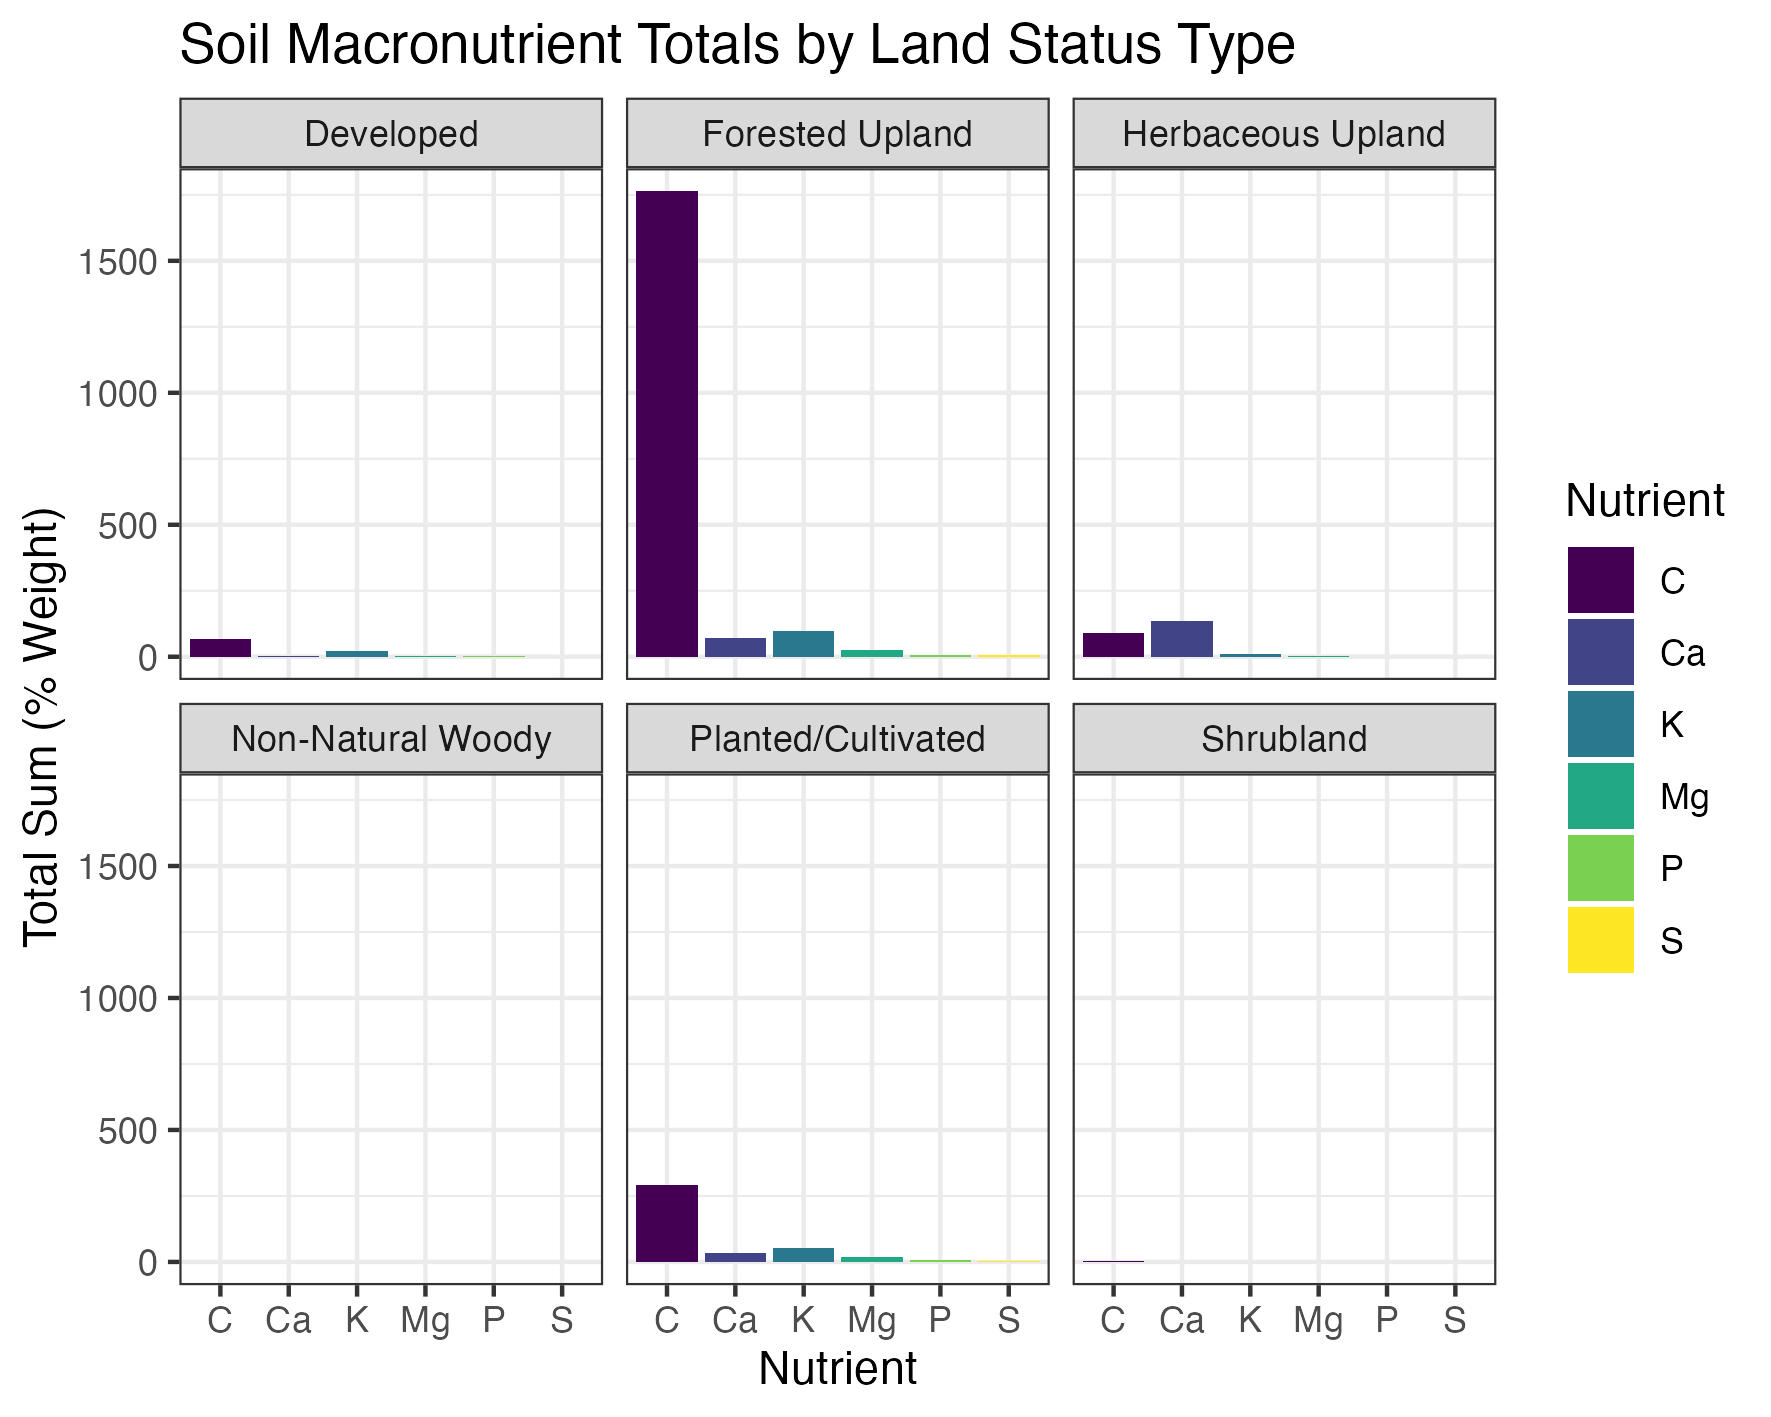 Soil Macronutrient Totals by Land Status Type
Developed
Forested Upland
Herbaceous Upland
1500
1000
500
0
Non-Natural Woody
Planted/Cultivated
Shrubland
1500
1000
500
0
C Ca K Mg P S
C Ca K Mg P S
C Ca K Mg P S
Nutrient
Total Sum (% Weight)
Nutrient
C
Ca
K
Mg
P
S